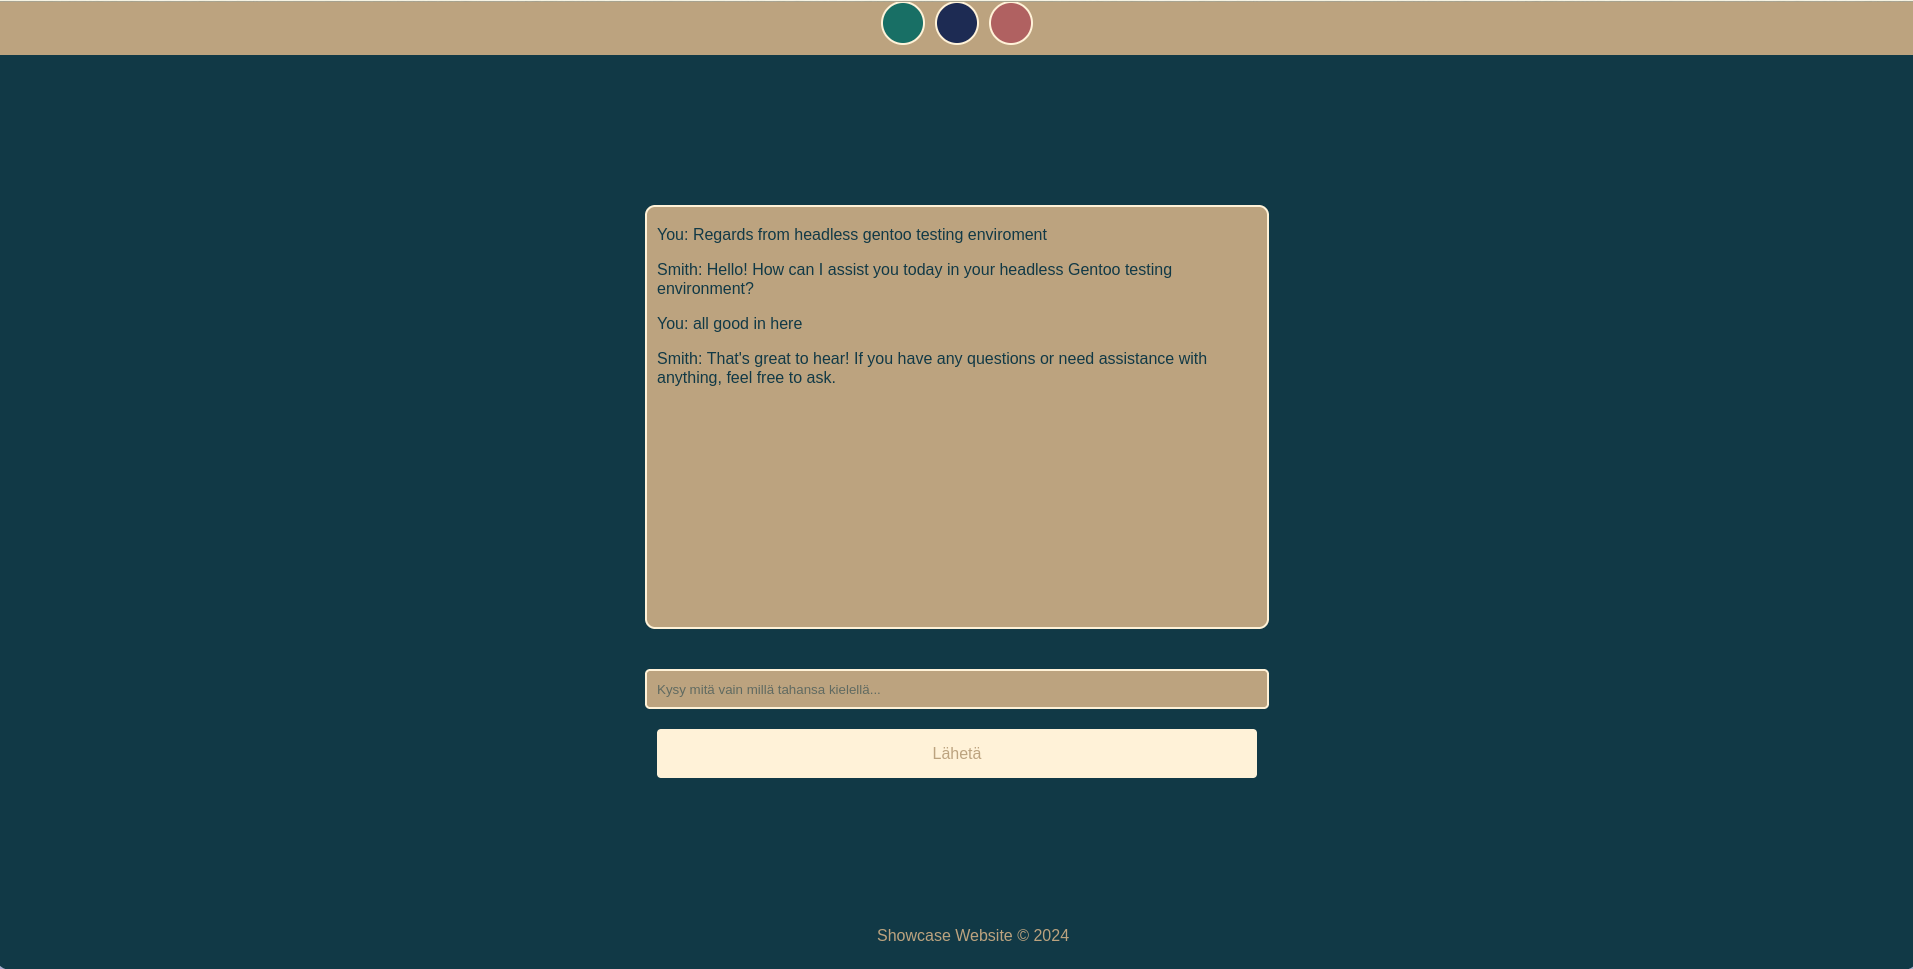 You: Regards from headless gentoo testing enviroment
Smith: Hello! How can I assist you today in your headless Gentoo testing
environment?
You: all good in here
Smith: That's great to hear! If you have any questions or need assistance with
anything, feel free to ask.
Kysy mitä vain millä tahansa kielellä...
Lähetä
Showcase Website © 2024